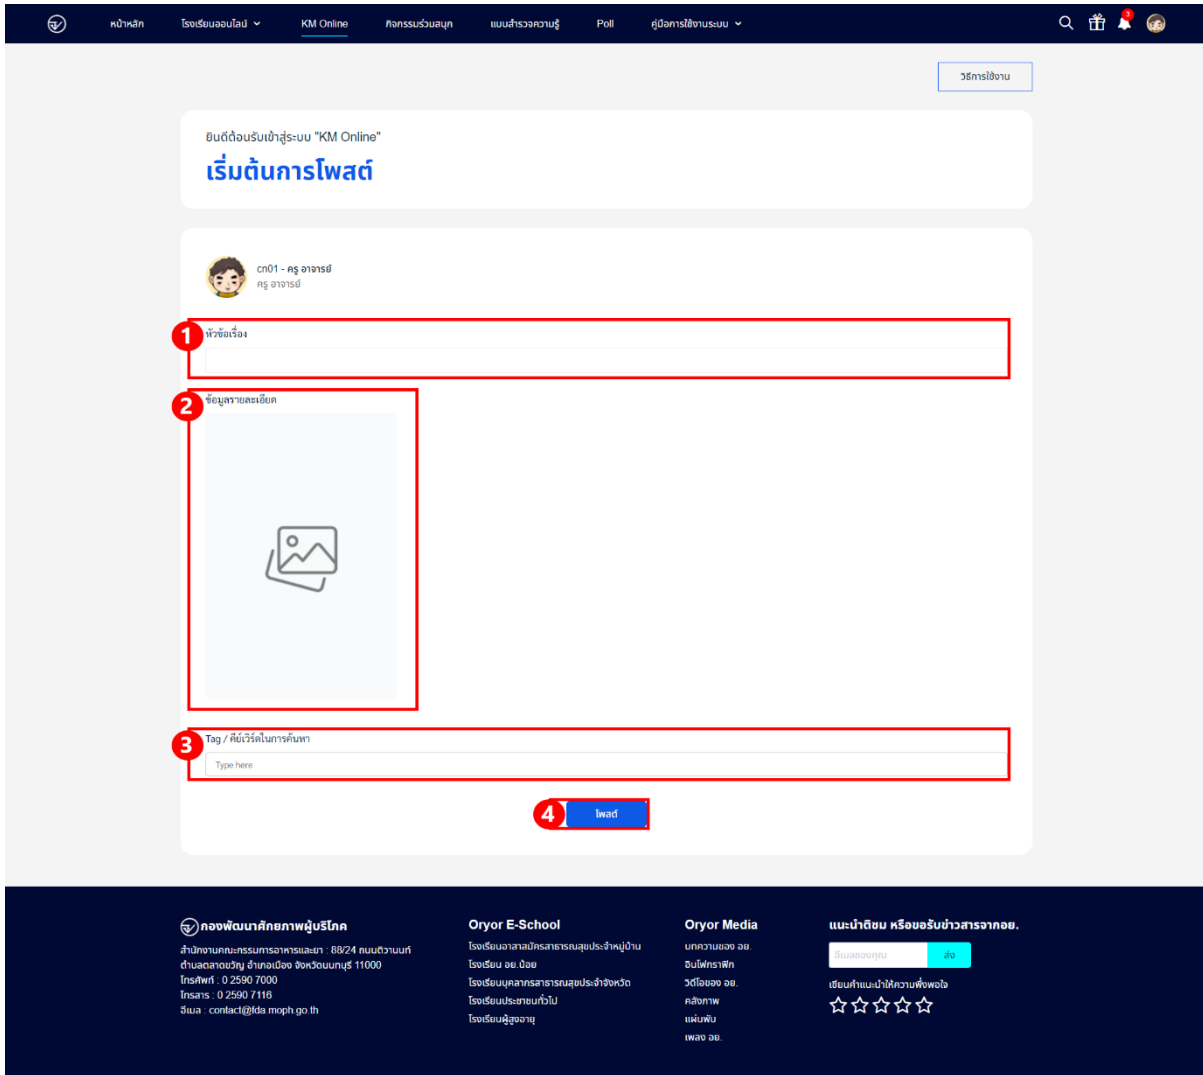 หน้าหลัก โรงเรียนออนไลน์ KM Online กิจกรรมร่วมสนุก แบบสำรวจความรู้ Poll คู่มือการใช้งานระบบ 3
วิธีการใช้งาน
ยินดีต้อนรับเข้าสู่ระบบ "KM Online"
เริ่มต้นการโพสต์
cn01 - ครู อาจารย์
ครู อาจารย์
1 หัวข้อเรื่อง
2 ข้อมูลรายละเอียด
3 Tag / คีย์เวิร์ดในการค้นหา
Type here
4 โพสต์
กองพัฒนาศักยภาพผู้บริโภค
สำนักงานคณะกรรมการอาหารและยา : 88/24 ถนนติวานนท์
ตำบลตลาดขวัญ อำเภอเมือง จังหวัดนนทบุรี 11000
โทรศัพท์ : 0 2590 7000
โทรสาร : 0 2590 7116
อีเมล : contact@fda.moph.go.th
Oryor E-School
โรงเรียนอาสาสมัครสาธารณสุขประจำหมู่บ้าน
โรงเรียน อย.น้อย
โรงเรียนบุคลากรสาธารณสุขประจำจังหวัด
โรงเรียนประชาชนทั่วไป
โรงเรียนผู้สูงอายุ
Oryor Media
บทความของ อย.
อินโฟกราฟิก
วิดีโอของ อย.
คลังภาพ
แผ่นพับ
เพลง อย.
แนะนำติชม หรือขอรับข่าวสารจากอย.
อีเมลของคุณ ส่ง
เขียนคำแนะนำให้ความพึงพอใจ